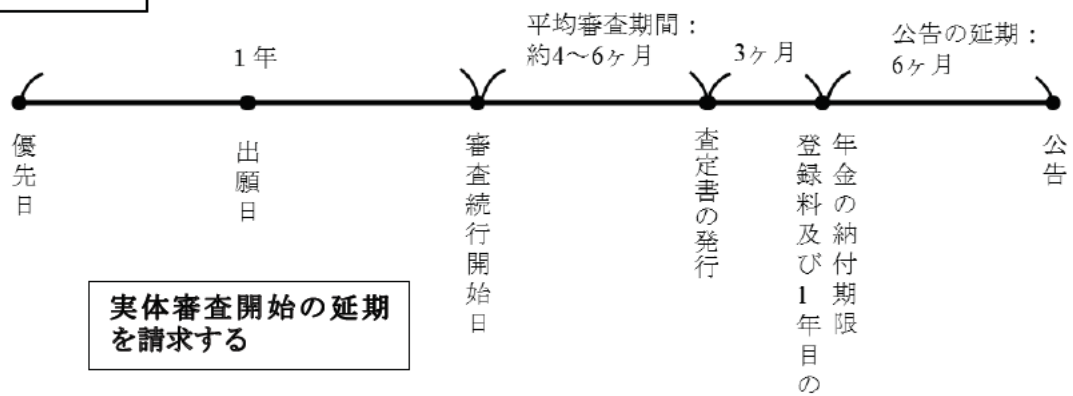 1年
平均審査期間：
約4～6ヶ月
3ヶ月
公告の延期：
6ヶ月
優先日
出願日
審査続行開始日
査定書の発行
年金の納付期限
登録料及び1年目の
公告
実体審査開始の延期
を請求する